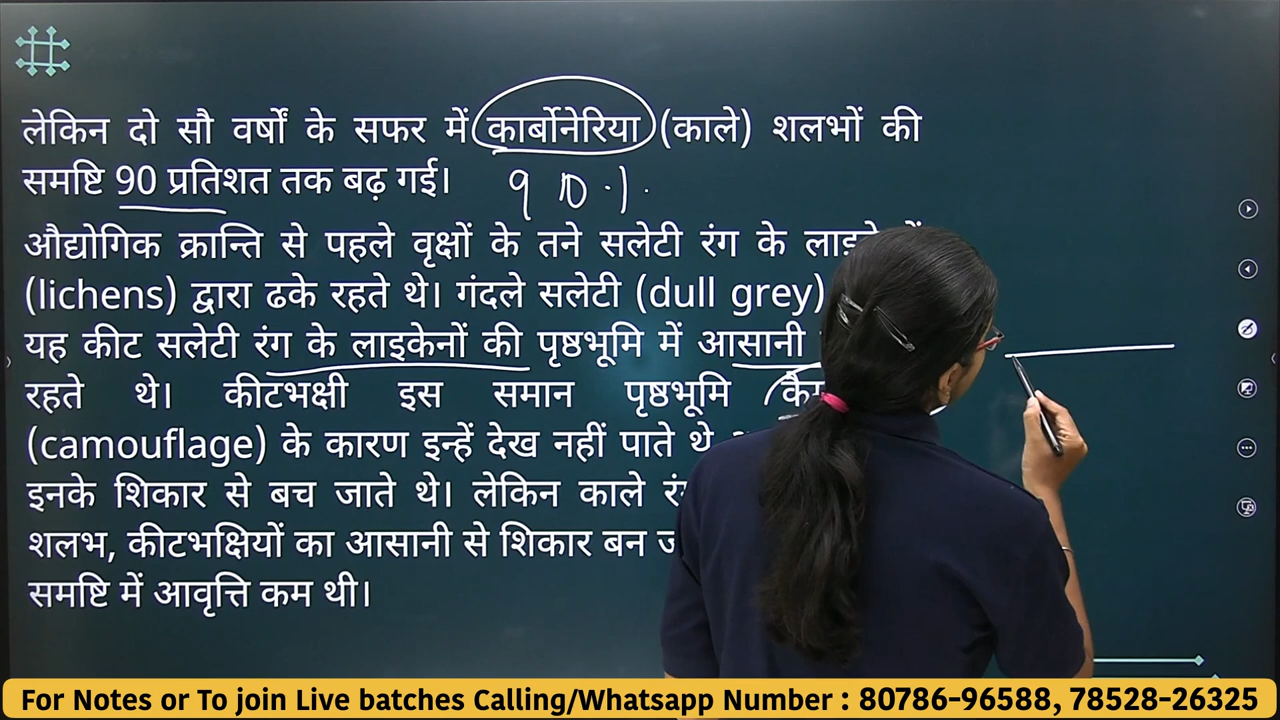 लेकिन दो सौ वर्षों के सफर में कार्बोनेरिया (काले) शलभों की
समष्टि 90 प्रतिशत तक बढ़ गई।
90%.
औद्योगिक क्रान्ति से पहले वृक्षों के तने सलेटी रंग के
(lichens) द्वारा ढके रहते थे। गंदले सलेटी (dull grey)
यह कीट सलेटी रंग के लाइकेनों की पृष्ठभूमि में आसानी
रहते थे। कीटभक्षी इस समान पृष्ठभूमि
(camouflage) के कारण इन्हें देख नहीं पाते थे
इनके शिकार से बच जाते थे। लेकिन काले
शलभ, कीटभक्षियों का आसानी से शिकार बन
समष्टि में आवृत्ति कम थी।
For Notes or To join Live batches Calling/Whatsapp Number : 80786-96588, 78528-26325